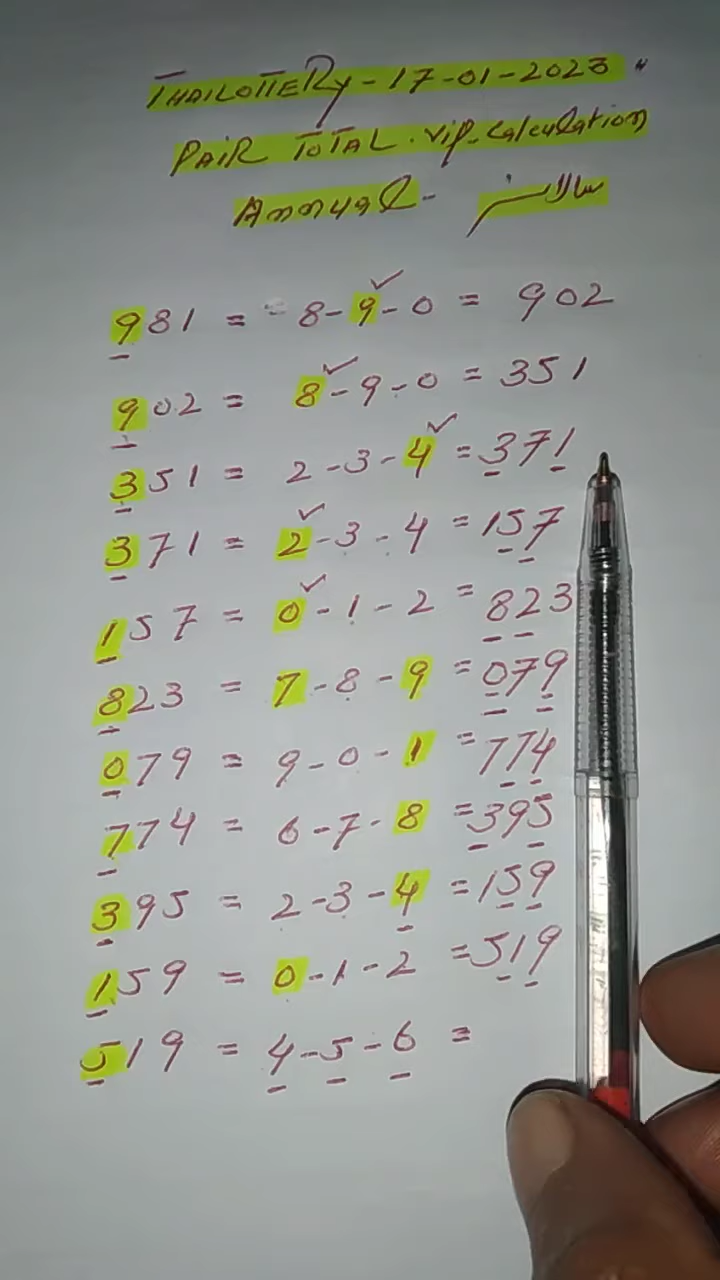 THAILOTTERY - 17-01-2023 "
PAIR TOTAL. Vip. Calculation
Annual - سالانہ
981 = - 8-9-0 = 902
902 = 8-9-0 = 351
351 = 2-3-4 = 371
371 = 2-3-4 = 157
157 = 0-1-2 = 823
823 = 7-8-9 = 079
079 = 9-0-1 = 774
774 = 6-7-8 = 395
395 = 2-3-4 = 159
159 = 0-1-2 = 519
519 = 4-5-6 =